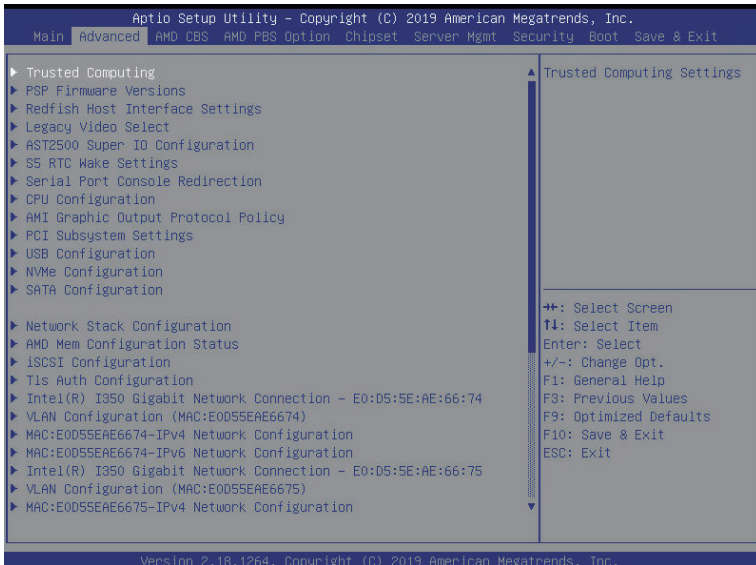 Aptio Setup Utility – Copyright (C) 2019 American Megatrends, Inc.
Main Advanced AMD CBS AMD PBS Option Chipset Server Mgmt Security Boot Save & Exit
Trusted Computing
PSP Firmware Versions
Redfish Host Interface Settings
Legacy Video Select
AST2500 Super IO Configuration
S5 RTC Wake Settings
Serial Port Console Redirection
CPU Configuration
AMI Graphic Output Protocol Policy
PCI Subsystem Settings
USB Configuration
NVMe Configuration
SATA Configuration
Network Stack Configuration
AMD Mem Configuration Status
iSCSI Configuration
Tls Auth Configuration
Intel(R) I350 Gigabit Network Connection – E0:D5:5E:AE:66:74
VLAN Configuration (MAC:E0D55EAE6674)
MAC:E0D55EAE6674-IPv4 Network Configuration
MAC:E0D55EAE6674-IPv6 Network Configuration
Intel(R) I350 Gigabit Network Connection – E0:D5:5E:AE:66:75
VLAN Configuration (MAC:E0D55EAE6675)
MAC:E0D55EAE6675-IPv4 Network Configuration
Trusted Computing Settings
→←: Select Screen
↑↓: Select Item
Enter: Select
+/-: Change Opt.
F1: General Help
F3: Previous Values
F9: Optimized Defaults
F10: Save & Exit
ESC: Exit
Version 2.18.1264. Copyright (C) 2019 American Megatrends, Inc.